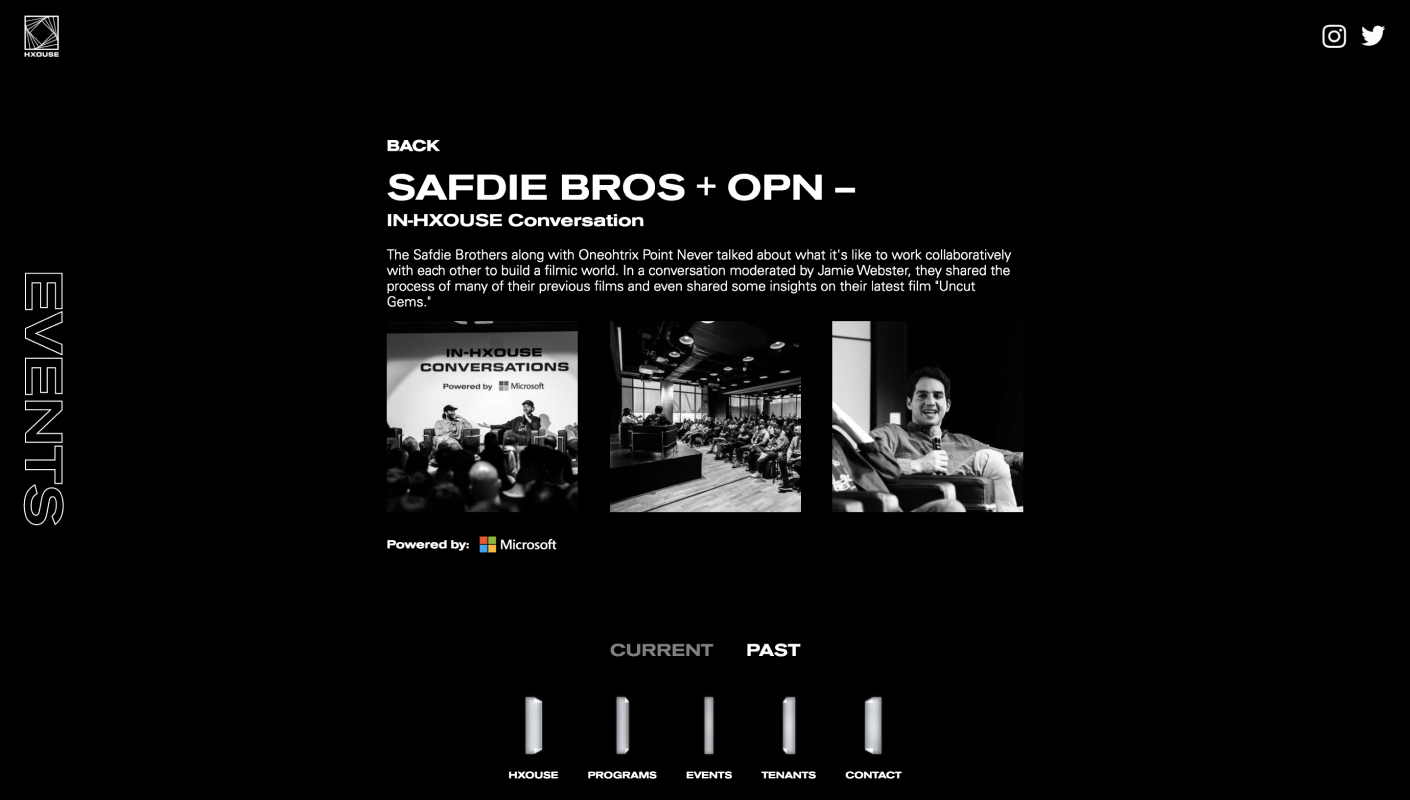 HXOUSE
EVENTS
BACK
SAFDIE BROS + OPN –
IN-HXOUSE Conversation
The Safdie Brothers along with Oneohtrix Point Never talked about what it's like to work collaboratively
with each other to build a filmic world. In a conversation moderated by Jamie Webster, they shared the
process of many of their previous films and even shared some insights on their latest film "Uncut
Gems."
IN-HXOUSE
CONVERSATIONS
Powered by Microsoft
Powered by: Microsoft
CURRENT PAST
HXOUSE PROGRAMS EVENTS TENANTS CONTACT